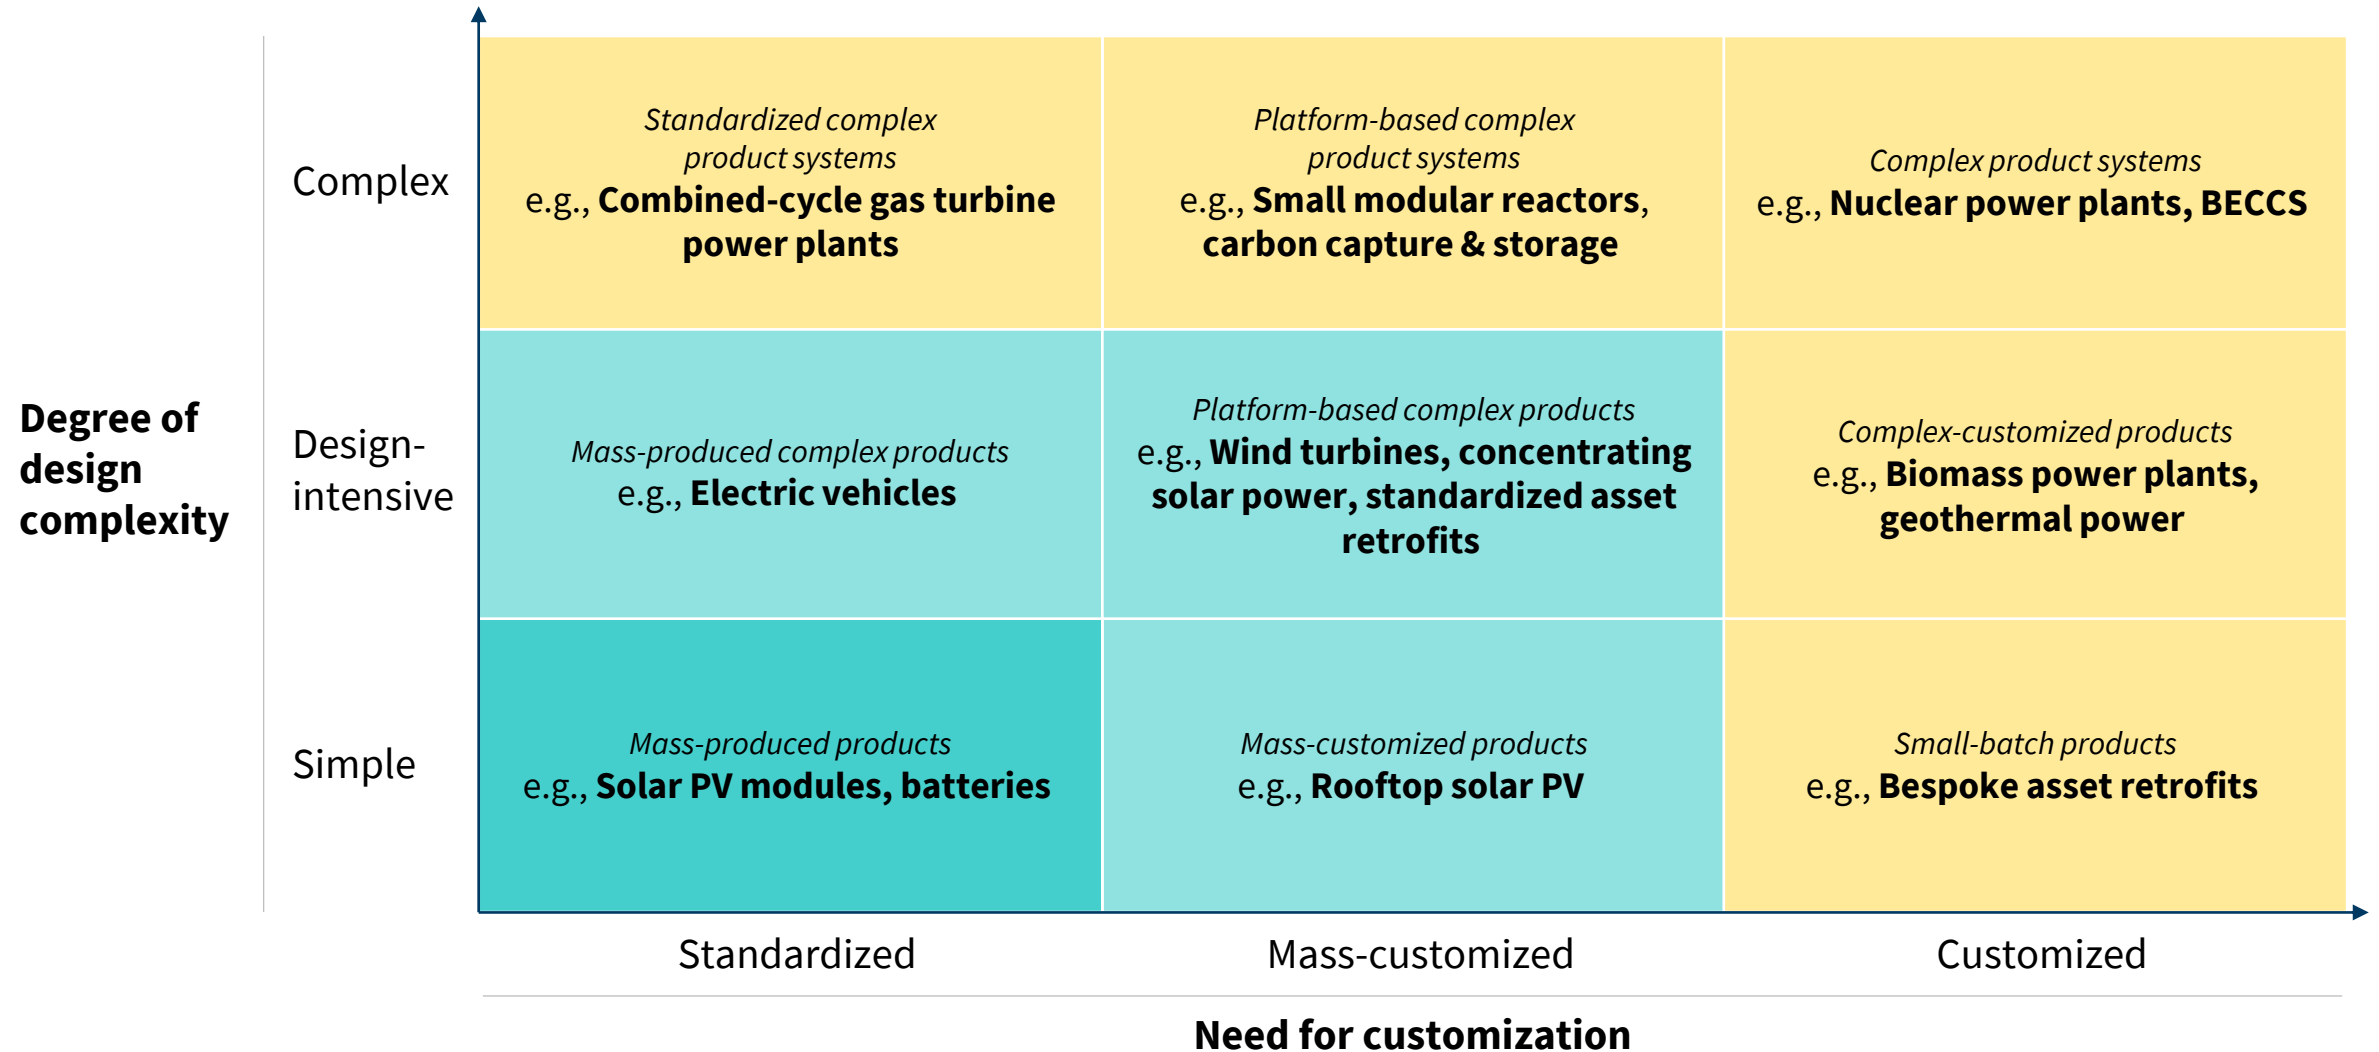 Degree of
design
complexity
Complex
Standardized complex
product systems
e.g., Combined-cycle gas turbine
power plants
Platform-based complex
product systems
e.g., Small modular reactors,
carbon capture & storage
Complex product systems
e.g., Nuclear power plants, BECCS
Design-
intensive
Mass-produced complex products
e.g., Electric vehicles
Platform-based complex products
e.g., Wind turbines, concentrating
solar power, standardized asset
retrofits
Complex-customized products
e.g., Biomass power plants,
geothermal power
Simple
Mass-produced products
e.g., Solar PV modules, batteries
Mass-customized products
e.g., Rooftop solar PV
Small-batch products
e.g., Bespoke asset retrofits
Standardized
Mass-customized
Customized
Need for customization